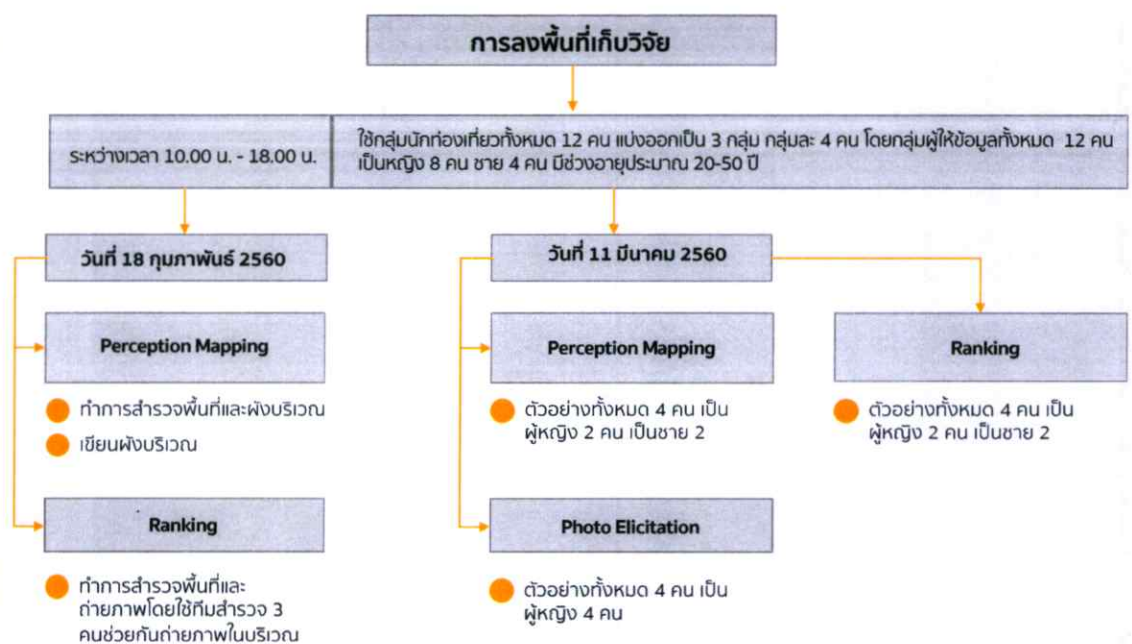 การลงพื้นที่เก็บวิจัย
ระหว่างเวลา 10.00 น. - 18.00 น.
ใช้กลุ่มนักท่องเที่ยวทั้งหมด 12 คน แบ่งออกเป็น 3 กลุ่ม กลุ่มละ 4 คน โดยกลุ่มผู้ให้ข้อมูลทั้งหมด 12 คน
เป็นหญิง 8 คน ชาย 4 คน มีช่วงอายุประมาณ 20-50 ปี
วันที่ 18 กุมภาพันธ์ 2560
วันที่ 11 มีนาคม 2560
Perception Mapping
Perception Mapping
Ranking
ทำการสำรวจพื้นที่และผังบริเวณ
เขียนผังบริเวณ
ตัวอย่างทั้งหมด 4 คน เป็น
ผู้หญิง 2 คน เป็นชาย 2
ตัวอย่างทั้งหมด 4 คน เป็น
ผู้หญิง 2 คน เป็นชาย 2
Ranking
Photo Elicitation
ทำการสำรวจพื้นที่และ
ถ่ายภาพโดยใช้ทีมสำรวจ 3
คนช่วยกันถ่ายภาพในบริเวณ
ตัวอย่างทั้งหมด 4 คน เป็น
ผู้หญิง 4 คน